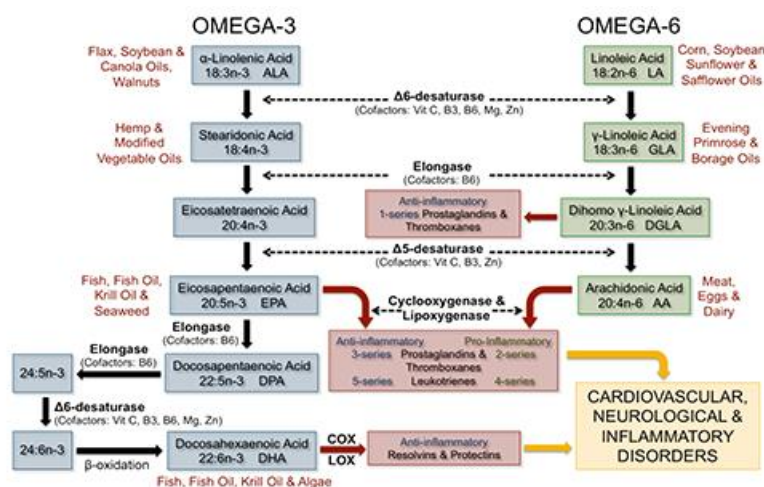 OMEGA-3
OMEGA-6
Flax, Soybean &
Canola Oils,
Walnuts
α-Linolenic Acid
18:3n-3 ALA
Linoleic Acid
18:2n-6 LA
Corn, Soybean
Sunflower &
Safflower Oils
Δ6-desaturase
(Cofactors: Vit C, B3, B6, Mg, Zn)
Hemp &
Modified
Vegetable Oils
Stearidonic Acid
18:4n-3
γ-Linoleic Acid
18:3n-6 GLA
Evening
Primrose &
Borage Oils
Elongase
(Cofactors: B6)
Eicosatetraenoic Acid
20:4n-3
Anti-inflammatory
1-series Prostaglandins &
Thromboxanes
Dihomo γ-Linoleic Acid
20:3n-6 DGLA
Δ5-desaturase
(Cofactors: Vit C, B3, Zn)
Fish, Fish Oil,
Krill Oil &
Seaweed
Eicosapentaenoic Acid
20:5n-3 EPA
Cyclooxygenase &
Lipoxygenase
Arachidonic Acid
20:4n-6 AA
Meat,
Eggs &
Dairy
Elongase
(Cofactors: B6)
Anti-inflammatory Pro-Inflammatory
3-series Prostaglandins & 2-series
Thromboxanes
5-series Leukotrienes 4-series
24:5n-3
Elongase
(Cofactors: B6)
Docosapentaenoic Acid
22:5n-3 DPA
Δ6-desaturase
(Cofactors: Vit C, B3, B6, Mg, Zn)
CARDIOVASCULAR,
NEUROLOGICAL &
INFLAMMATORY
DISORDERS
24:6n-3
β-oxidation
Docosahexaenoic Acid
22:6n-3 DHA
COX
LOX
Anti-inflammatory
Resolvins & Protectins
Fish, Fish Oil, Krill Oil & Algae